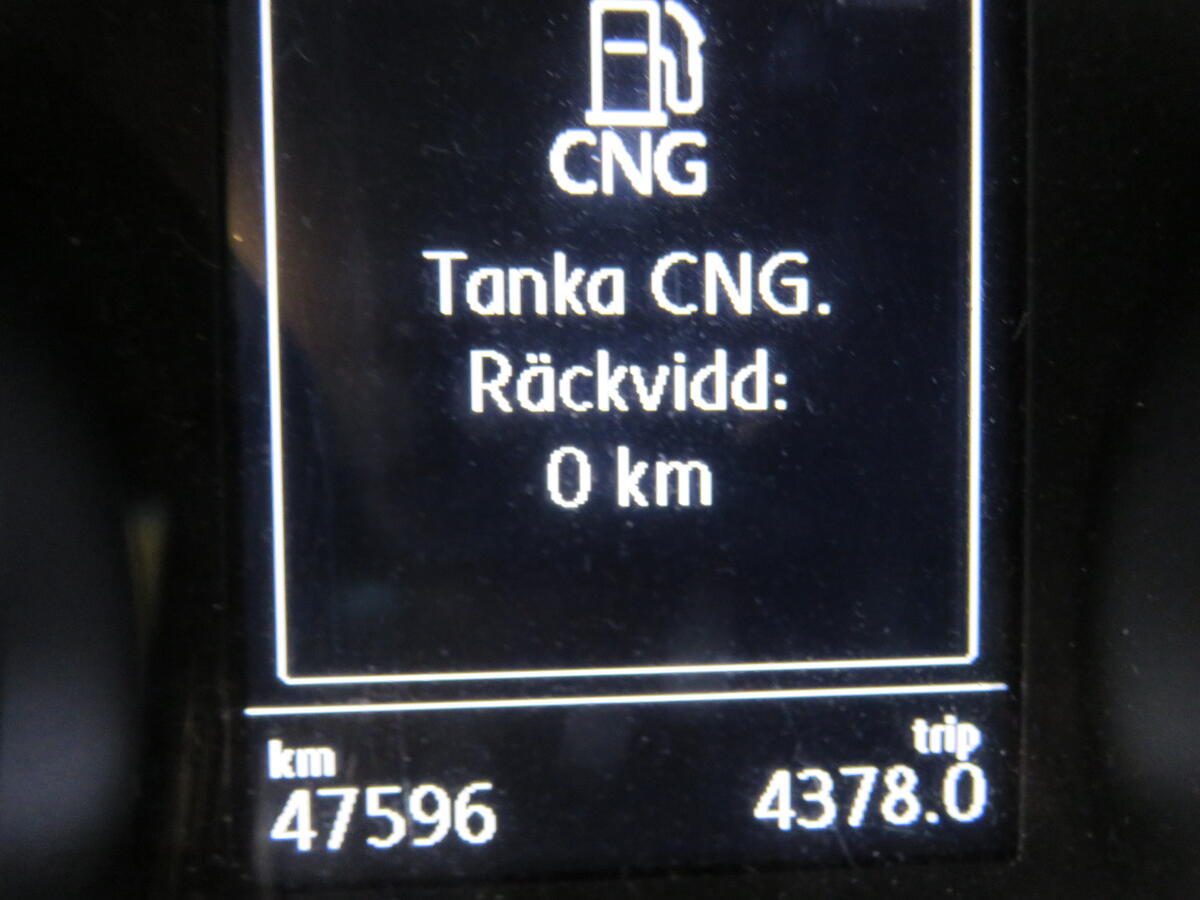 CNG
Tanka CNG.
Räckvidd:
0 km
km
trip
47596
4378.0